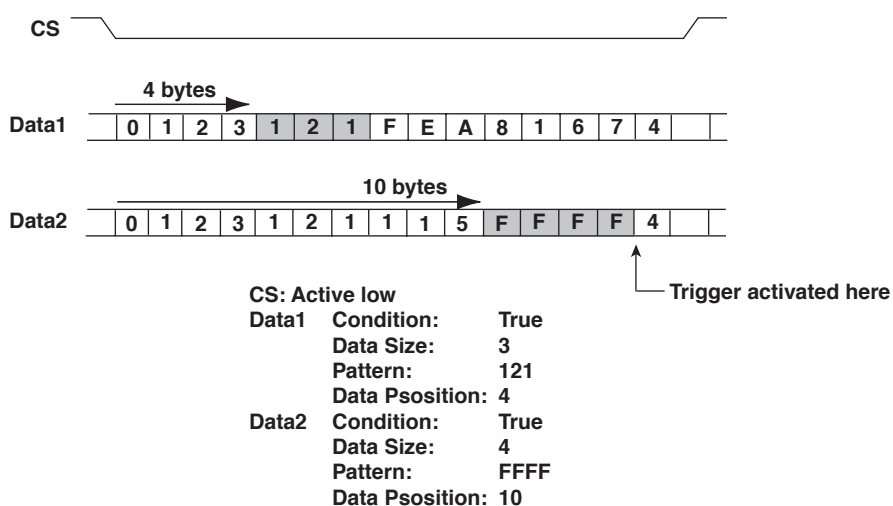 CS
4 bytes
Data1 0 1 2 3 1 2 1 F E A 8 1 6 7 4
10 bytes
Data2 0 1 2 3 1 2 1 1 1 5 F F F F 4
Trigger activated here
CS: Active low
Data1 Condition: True
Data Size: 3
Pattern: 121
Data Psosition: 4
Data2 Condition: True
Data Size: 4
Pattern: FFFF
Data Psosition: 10